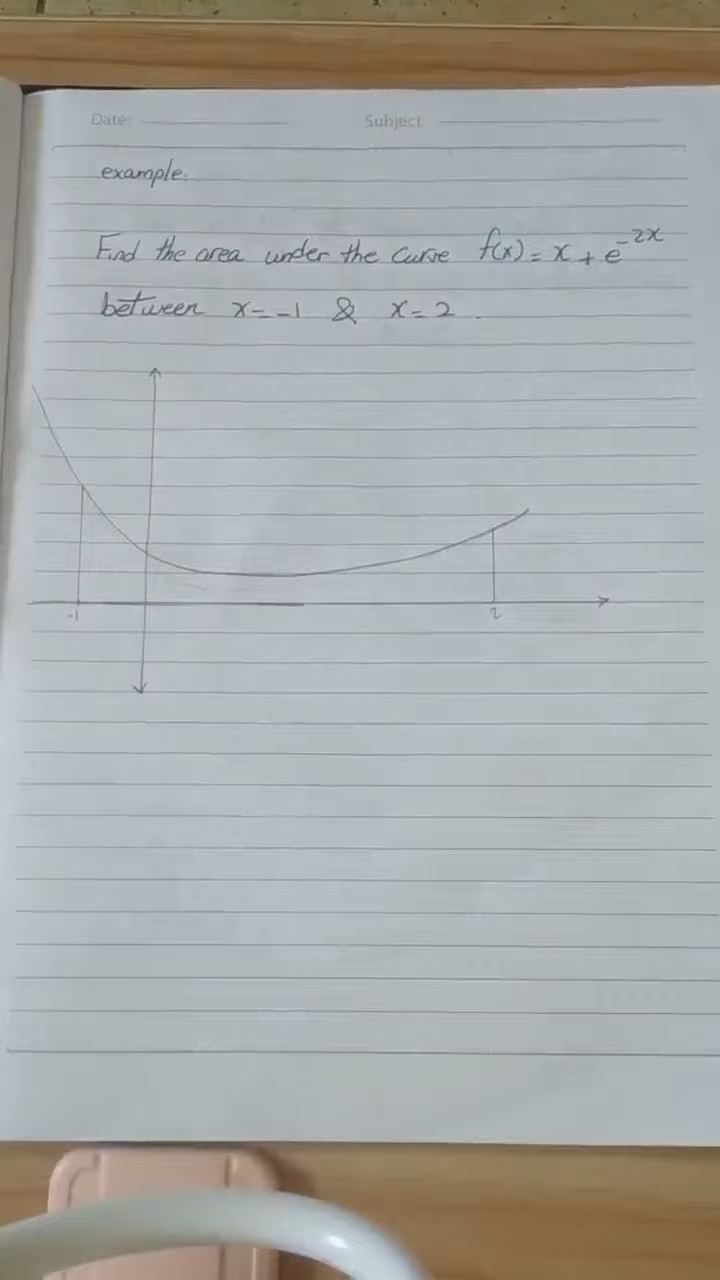 Date:
Subject
example.
Find the area under the curve f(x) = x + e^-2x
between x = -1 & x = 2 .
-1
2